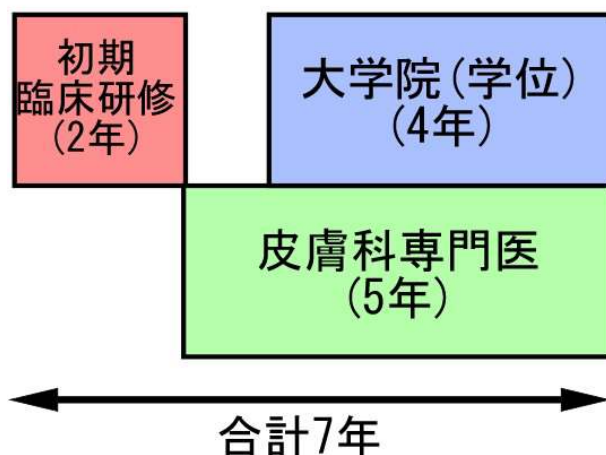 初期
臨床研修
(2年)
大学院(学位)
(4年)
皮膚科専門医
(5年)
合計7年